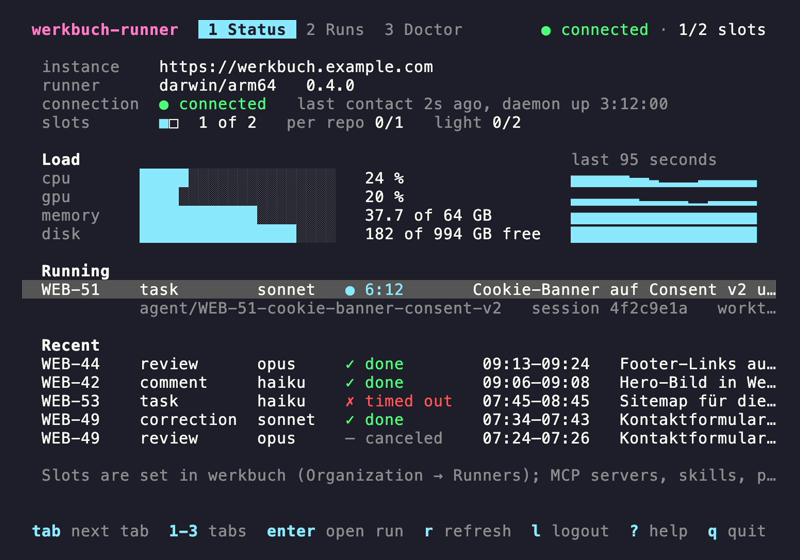 werkbuch-runner 1 Status 2 Runs 3 Doctor ● connected · 1/2 slots
instance https://werkbuch.example.com
runner darwin/arm64 0.4.0
connection ● connected last contact 2s ago, daemon up 3:12:00
slots 1 of 2 per repo 0/1 light 0/2
Load last 95 seconds
cpu 24 %
gpu 20 %
memory 37.7 of 64 GB
disk 182 of 994 GB free
Running
WEB-51 task sonnet ● 6:12 Cookie-Banner auf Consent v2 u…
agent/WEB-51-cookie-banner-consent-v2 session 4f2c9e1a workt…
Recent
WEB-44 review opus ✓ done 09:13–09:24 Footer-Links au…
WEB-42 comment haiku ✓ done 09:06–09:08 Hero-Bild in We…
WEB-53 task haiku ✗ timed out 07:45–08:45 Sitemap für die…
WEB-49 correction sonnet ✓ done 07:34–07:43 Kontaktformular…
WEB-49 review opus – canceled 07:24–07:26 Kontaktformular…
Slots are set in werkbuch (Organization → Runners); MCP servers, skills, p…
tab next tab 1-3 tabs enter open run r refresh l logout ? help q quit